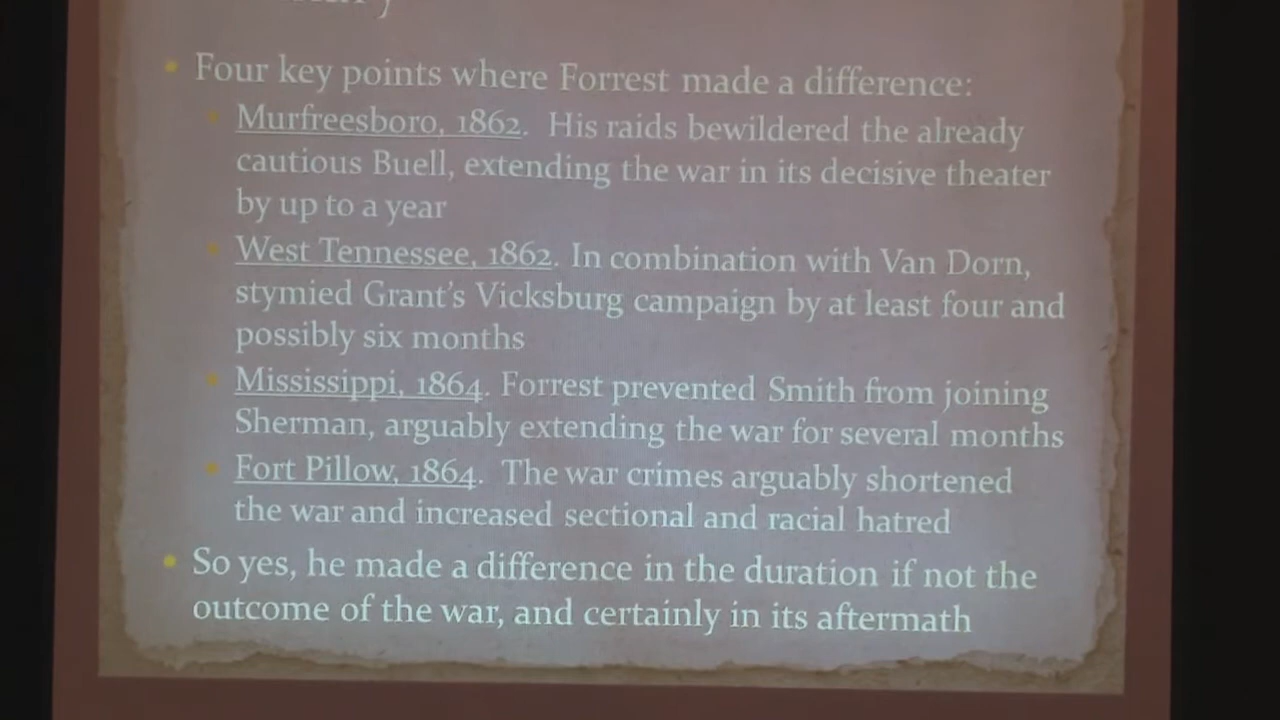 Four key points where Forrest made a difference:
Murfreesboro, 1862. His raids bewildered the already
cautious Buell, extending the war in its decisive theater
by up to a year
West Tennessee, 1862. In combination with Van Dorn,
stymied Grant's Vicksburg campaign by at least four and
possibly six months
Mississippi, 1864. Forrest prevented Smith from joining
Sherman, arguably extending the war for several months
Fort Pillow, 1864. The war crimes arguably shortened
the war and increased sectional and racial hatred
So yes, he made a difference in the duration if not the
outcome of the war, and certainly in its aftermath